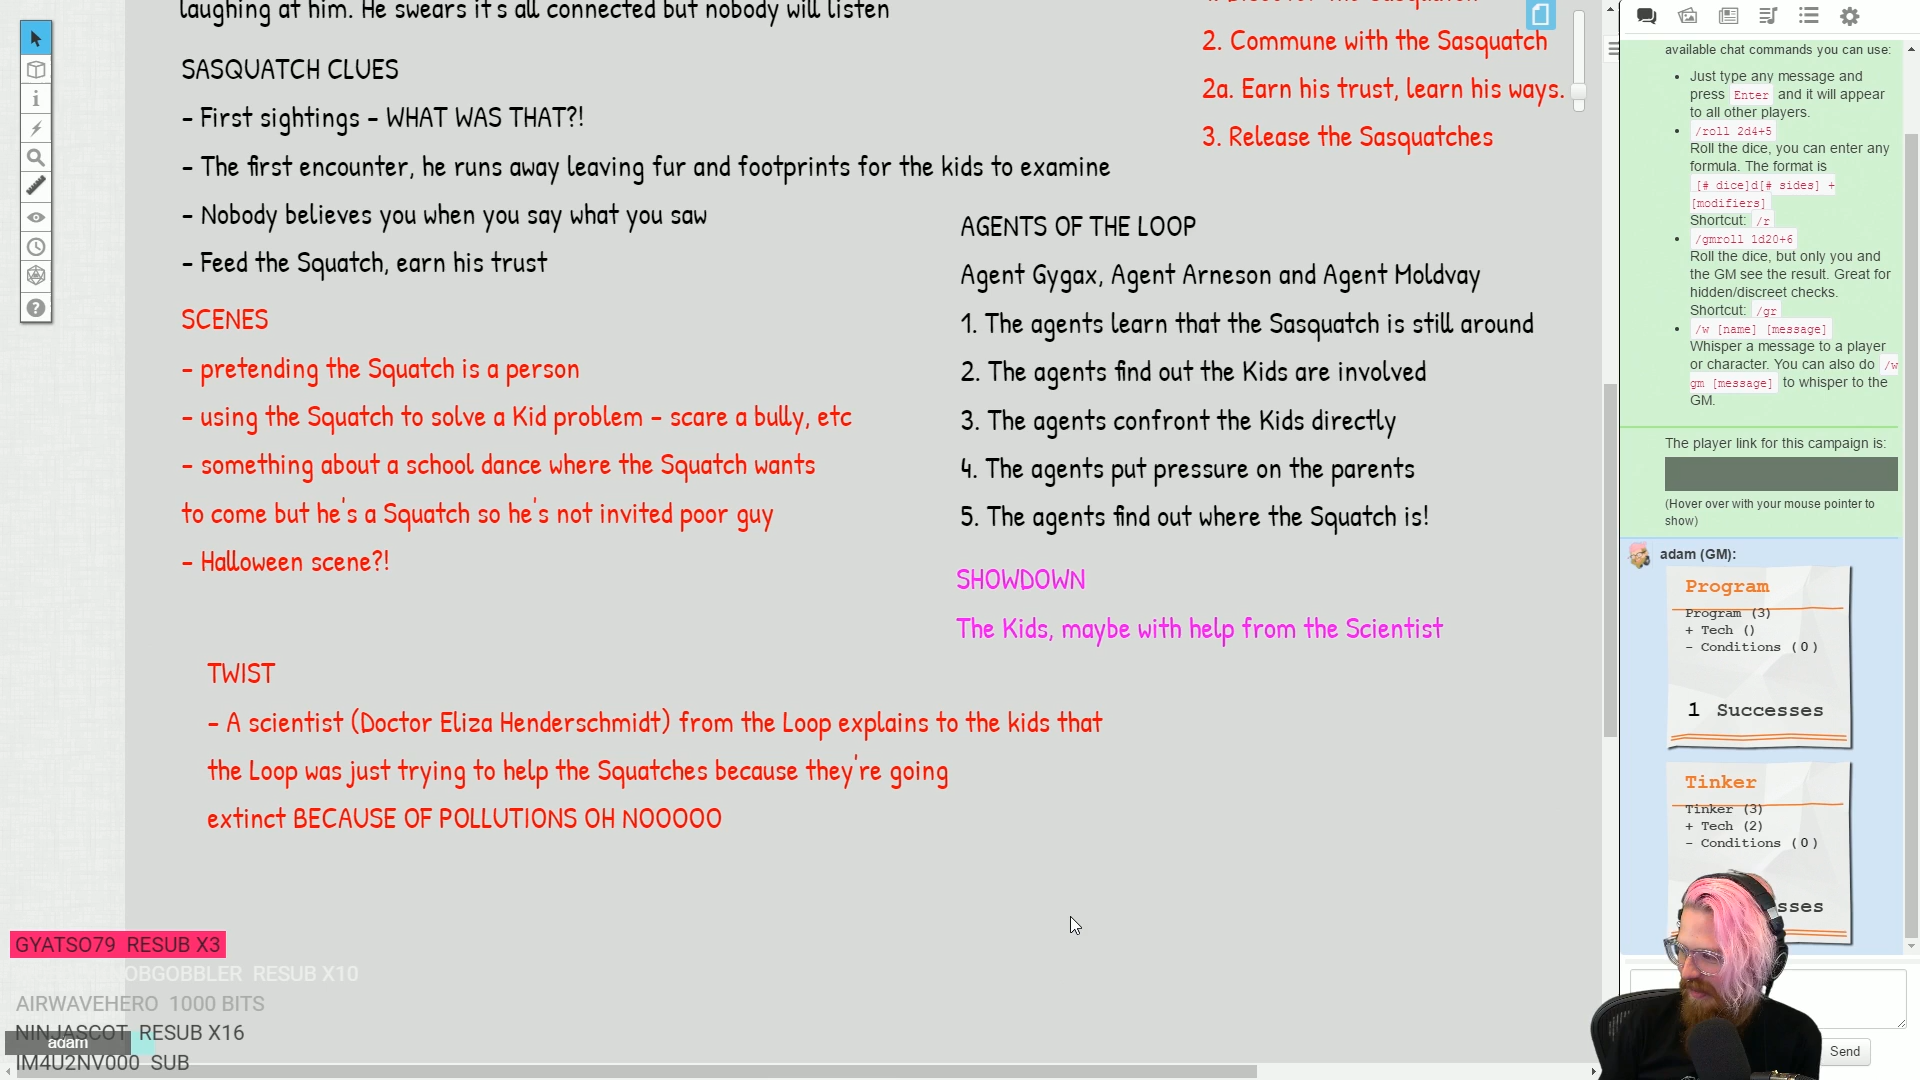 laughing at him. He swears it's all connected but nobody will listen
SASQUATCH CLUES
- First sightings - WHAT WAS THAT?!
- The first encounter, he runs away leaving fur and footprints for the kids to examine
- Nobody believes you when you say what you saw
- Feed the Squatch, earn his trust
SCENES
- pretending the Squatch is a person
- using the Squatch to solve a Kid problem - scare a bully, etc
- something about a school dance where the Squatch wants
to come but he's a Squatch so he's not invited poor guy
- Halloween scene?!
TWIST
- A scientist (Doctor Eliza Henderschmidt) from the Loop explains to the kids that
the Loop was just trying to help the Squatches because they're going
extinct BECAUSE OF POLLUTIONS OH NOOOOO
2. Commune with the Sasquatch
2a. Earn his trust, learn his ways.
3. Release the Sasquatches
AGENTS OF THE LOOP
Agent Gygax, Agent Arneson and Agent Moldvay
1. The agents learn that the Sasquatch is still around
2. The agents find out the Kids are involved
3. The agents confront the Kids directly
4. The agents put pressure on the parents
5. The agents find out where the Squatch is!
SHOWDOWN
The Kids, maybe with help from the Scientist
available chat commands you can use:
• Just type any message and
press Enter and it will appear
to all other players.
• /roll 2d4+5
Roll the dice, you can enter any
formula. The format is
[# dice]d[# sides] +
[modifiers]
Shortcut: /r
• /gmroll 1d20+6
Roll the dice, but only you and
the GM see the result. Great for
hidden/discreet checks.
Shortcut: /gr
• /w [name] [message]
Whisper a message to a player
or character. You can also do /w
gm [message] to whisper to the
GM.
The player link for this campaign is:
(Hover over with your mouse pointer to
show)
adam (GM):
Program
Program (3)
+ Tech ()
- Conditions (0)
1 Successes
Tinker
Tinker (3)
+ Tech (2)
- Conditions (0)
sses
Send
GYATSO79 RESUB X3
OBGOBBLER RESUB X10
AIRWAVEHERO 1000 BITS
NINJASCOT RESUB X16
adam
IM4U2NV000 SUB